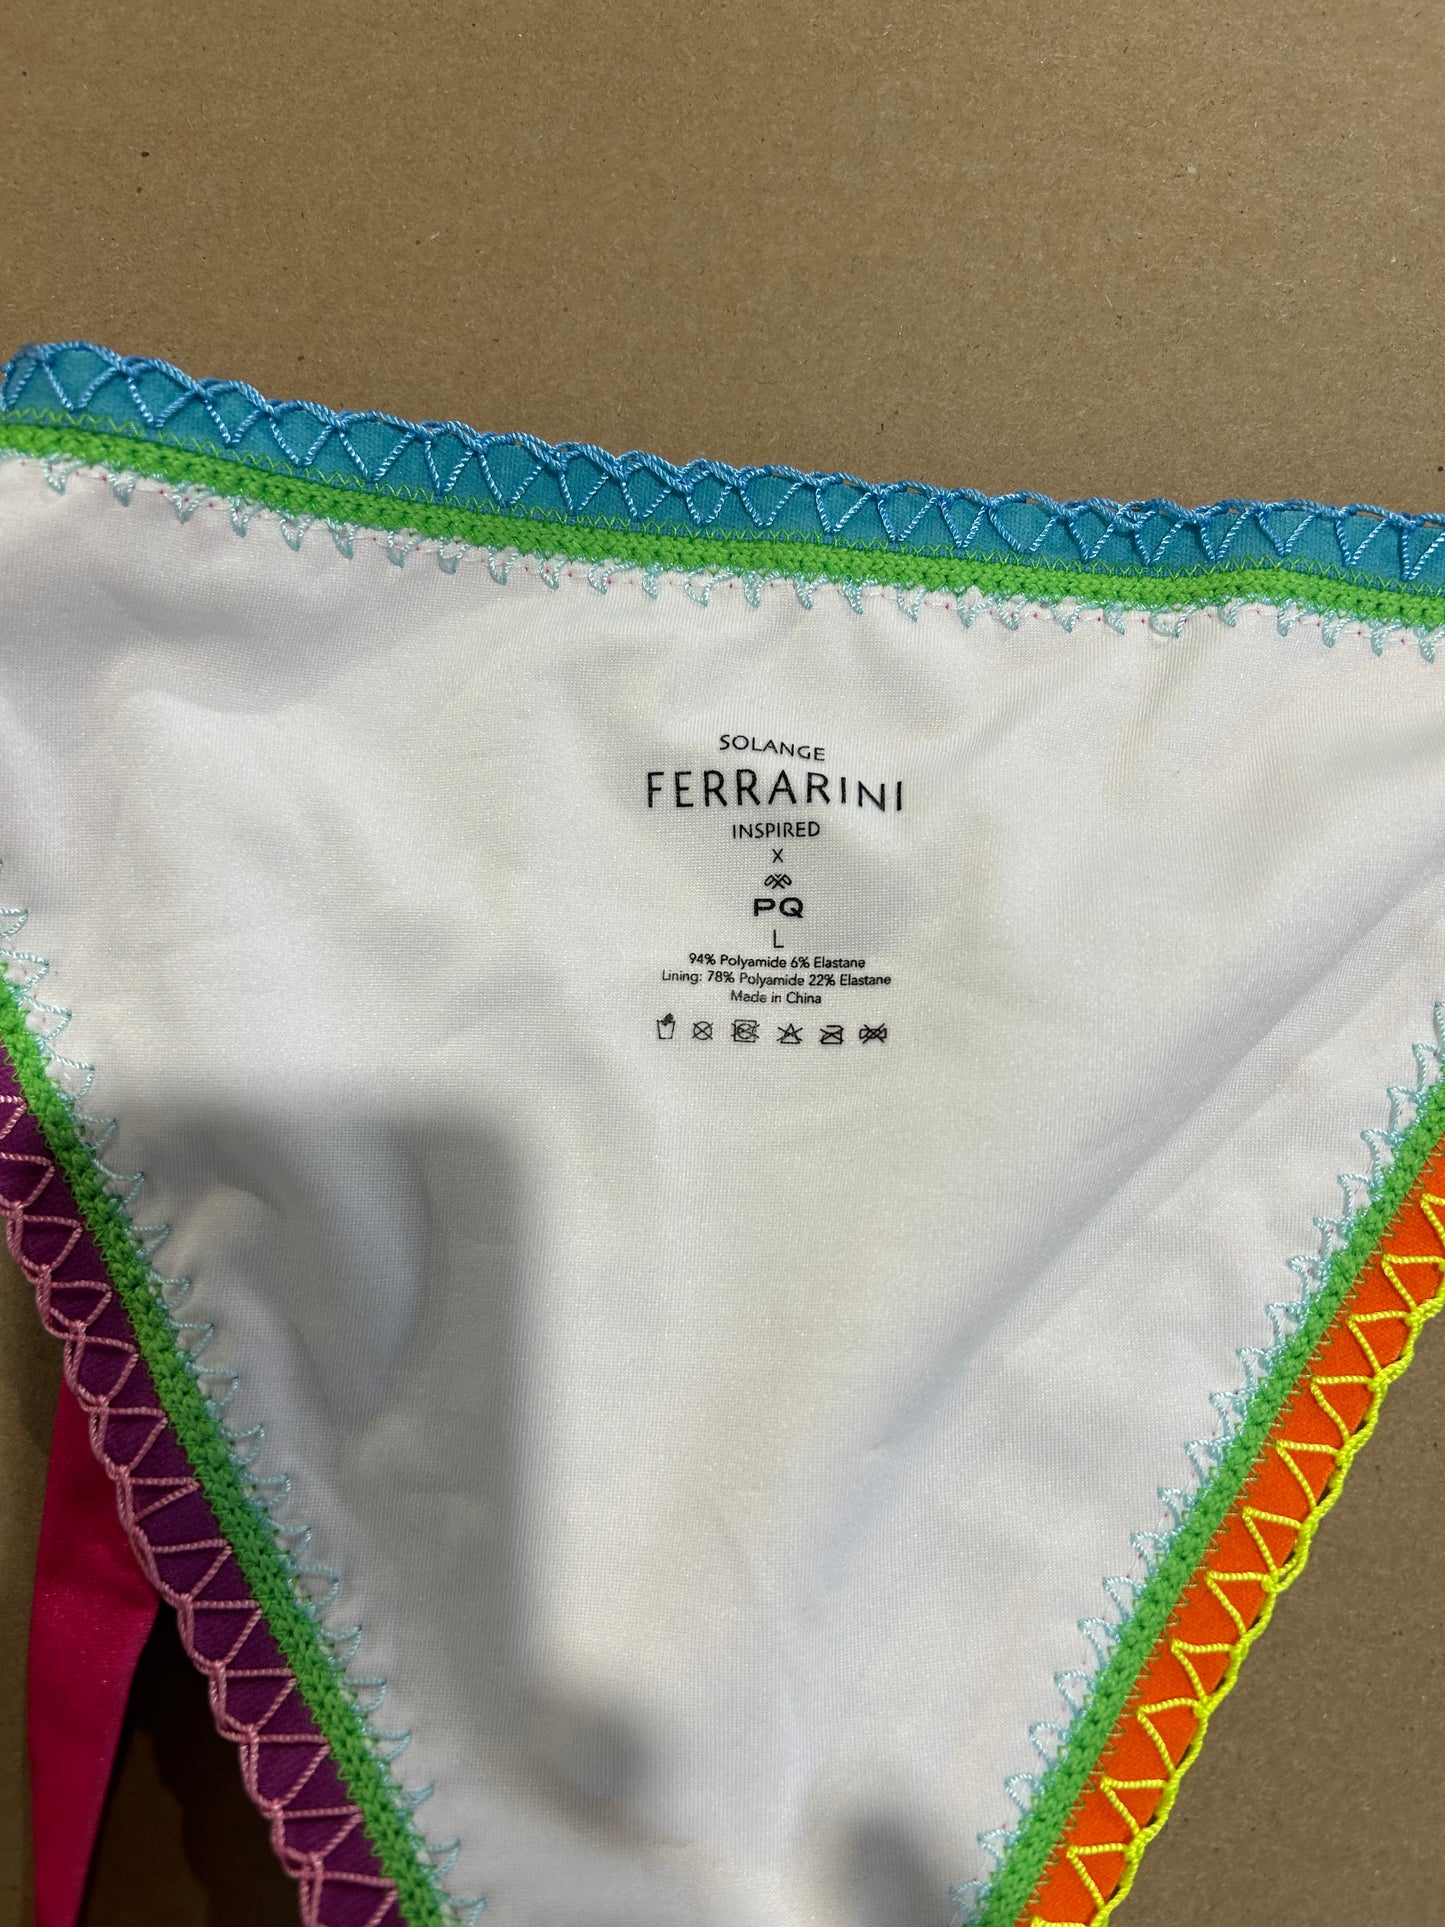 SOLANGE
FERRARINI
INSPIRED
X
PQ
L
94% Polyamide 6% Elastane
Lining: 78% Polyamide 22% Elastane
Made in China